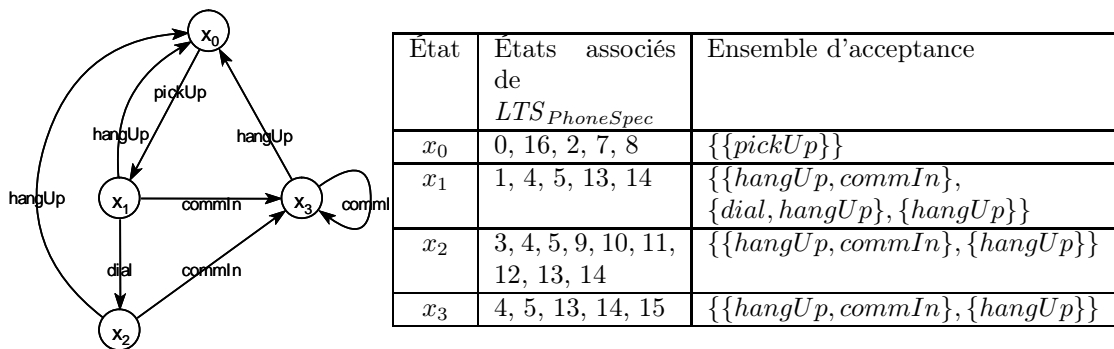 x0
pickUp
hangUp
hangUp
hangUp
x1
commIn
x3
commI
dial
commIn
x2
État États associés de LTS_PhoneSpec Ensemble d'acceptance
x0 0, 16, 2, 7, 8 {{pickUp}}
x1 1, 4, 5, 13, 14 {{hangUp, commIn},
{dial, hangUp}, {hangUp}}
x2 3, 4, 5, 9, 10, 11, {{hangUp, commIn}, {hangUp}}
12, 13, 14
x3 4, 5, 13, 14, 15 {{hangUp, commIn}, {hangUp}}